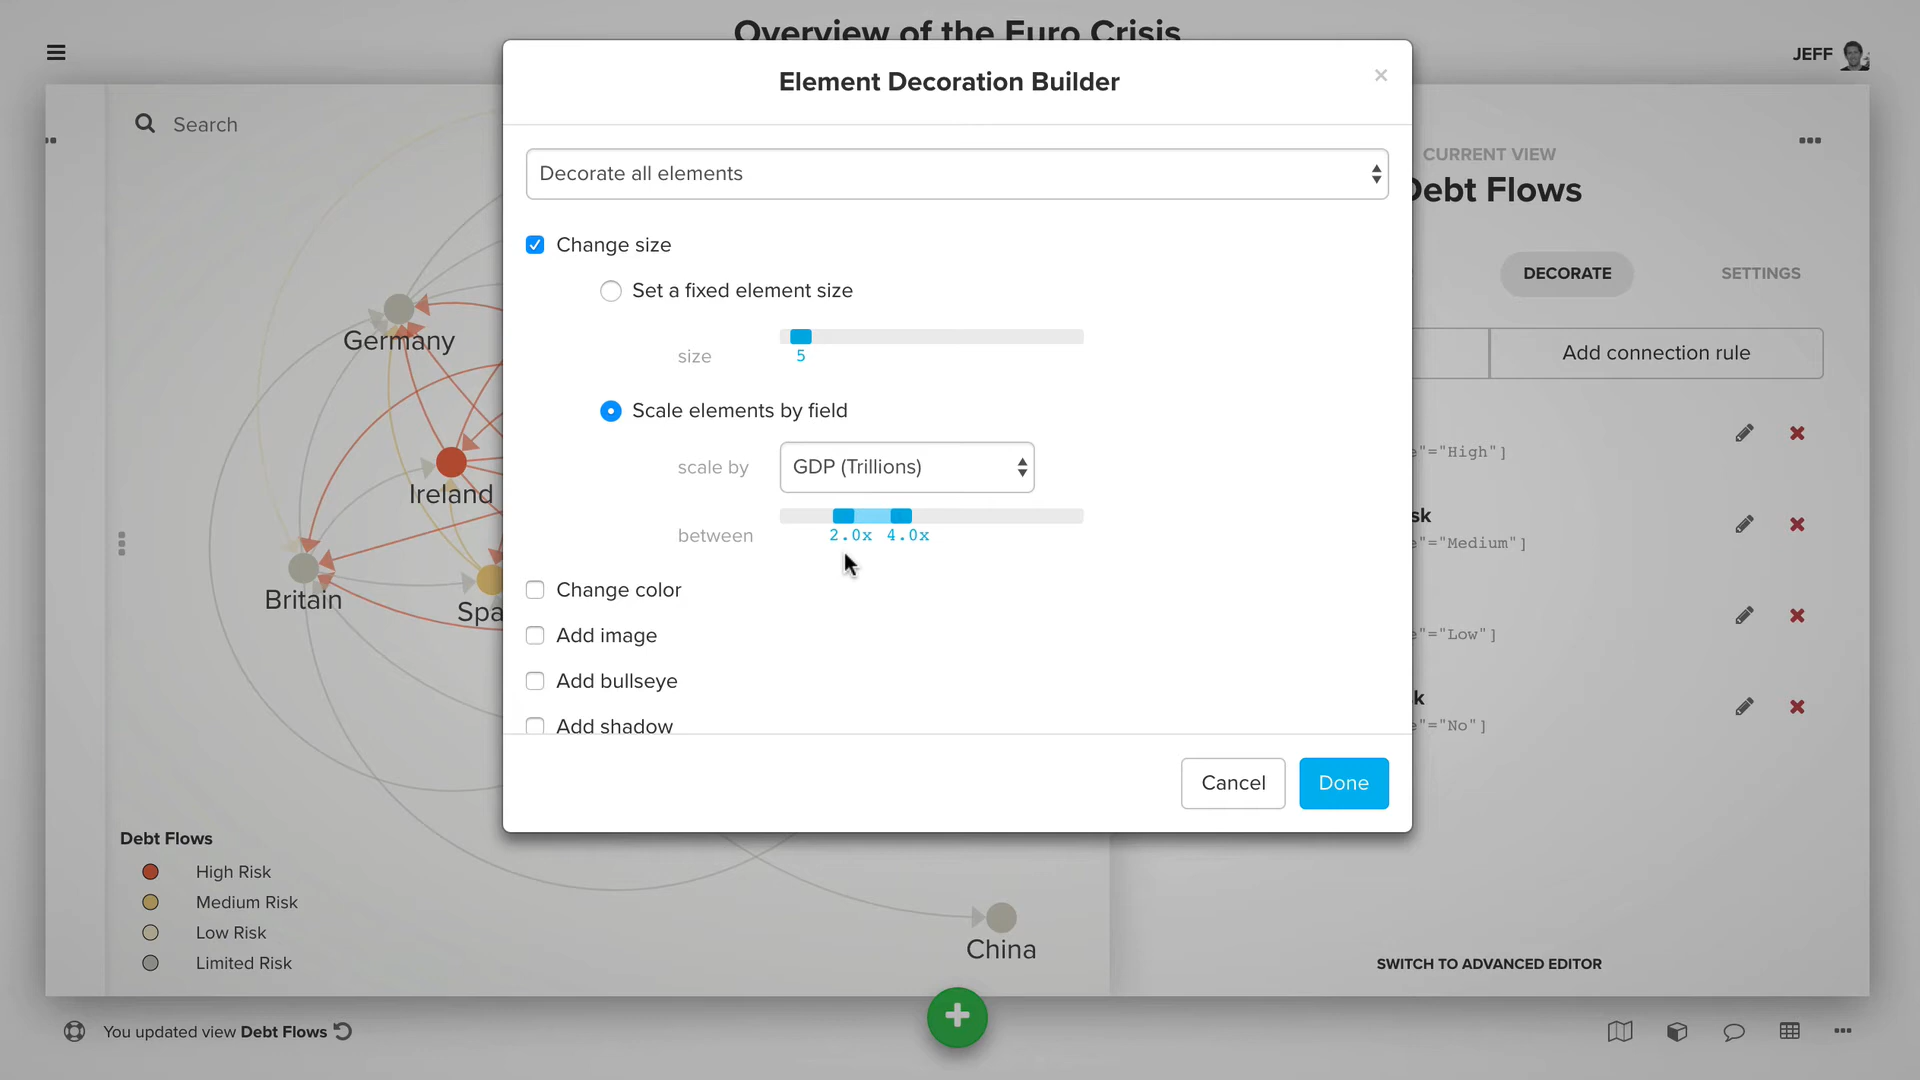 Overview of the Euro Crisis
JEFF
Element Decoration Builder
×
Search
Decorate all elements
CURRENT VIEW
Debt Flows
Change size
Set a fixed element size
DECORATE
SETTINGS
size
5
Add connection rule
Germany
Scale elements by field
scale by
GDP (Trillions)
e"="High"]
Ireland
between
2.0x 4.0x
sk
e"="Medium"]
Britain
Spa
Change color
Add image
e"="Low"]
Add bullseye
k
Add shadow
e"="No"]
Cancel
Done
Debt Flows
High Risk
Medium Risk
Low Risk
Limited Risk
China
SWITCH TO ADVANCED EDITOR
You updated view Debt Flows